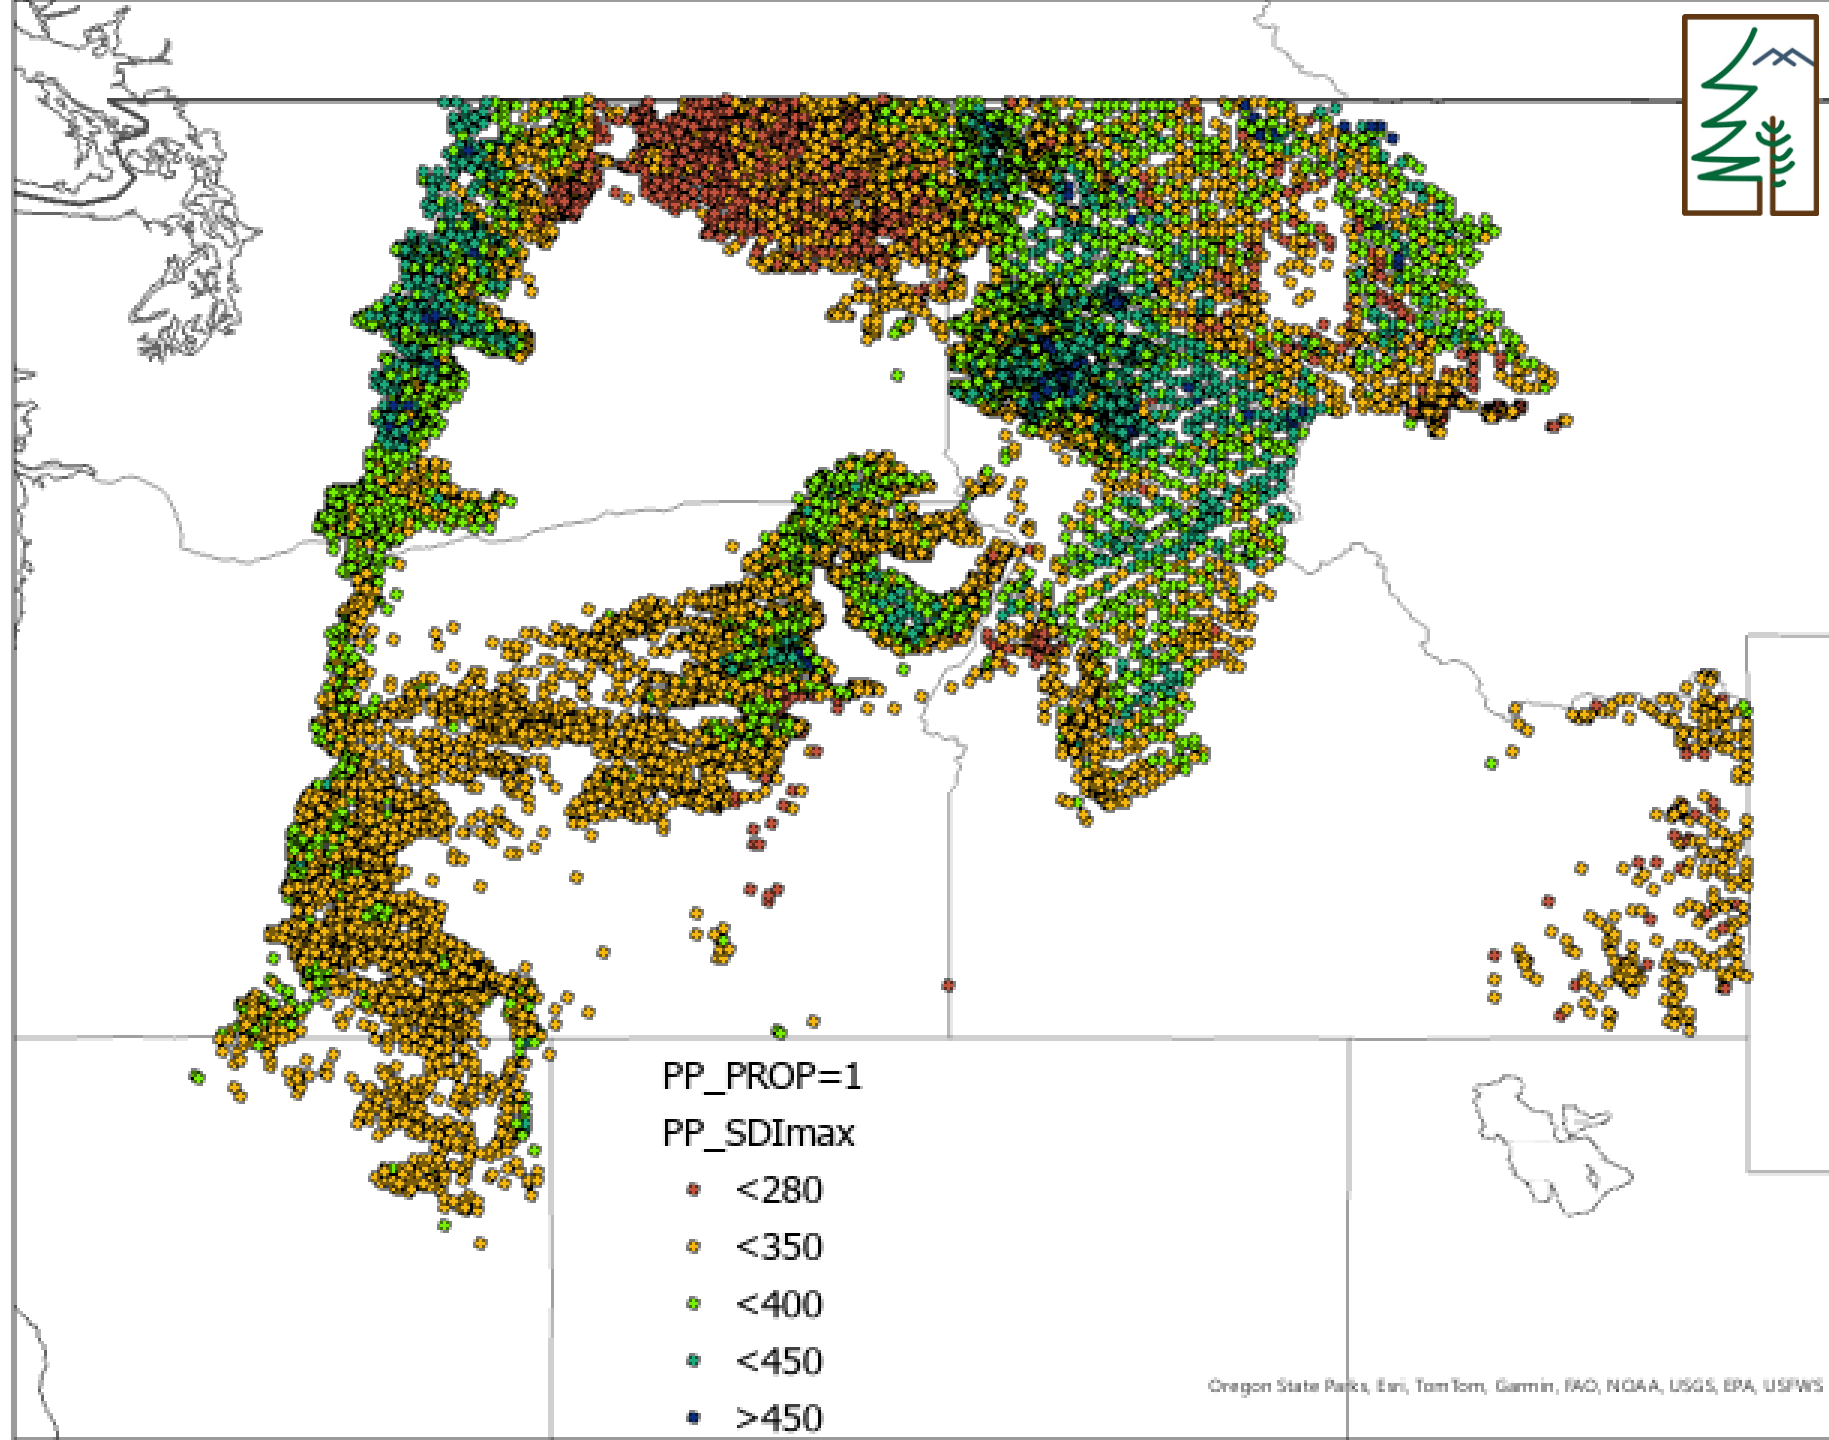 PP_PROP=1
PP_SDImax
<280
<350
<400
<450
>450
Oregon State Parks, Esri, TomTom, Garmin, FAO, NOAA, USGS, EPA, USFWS